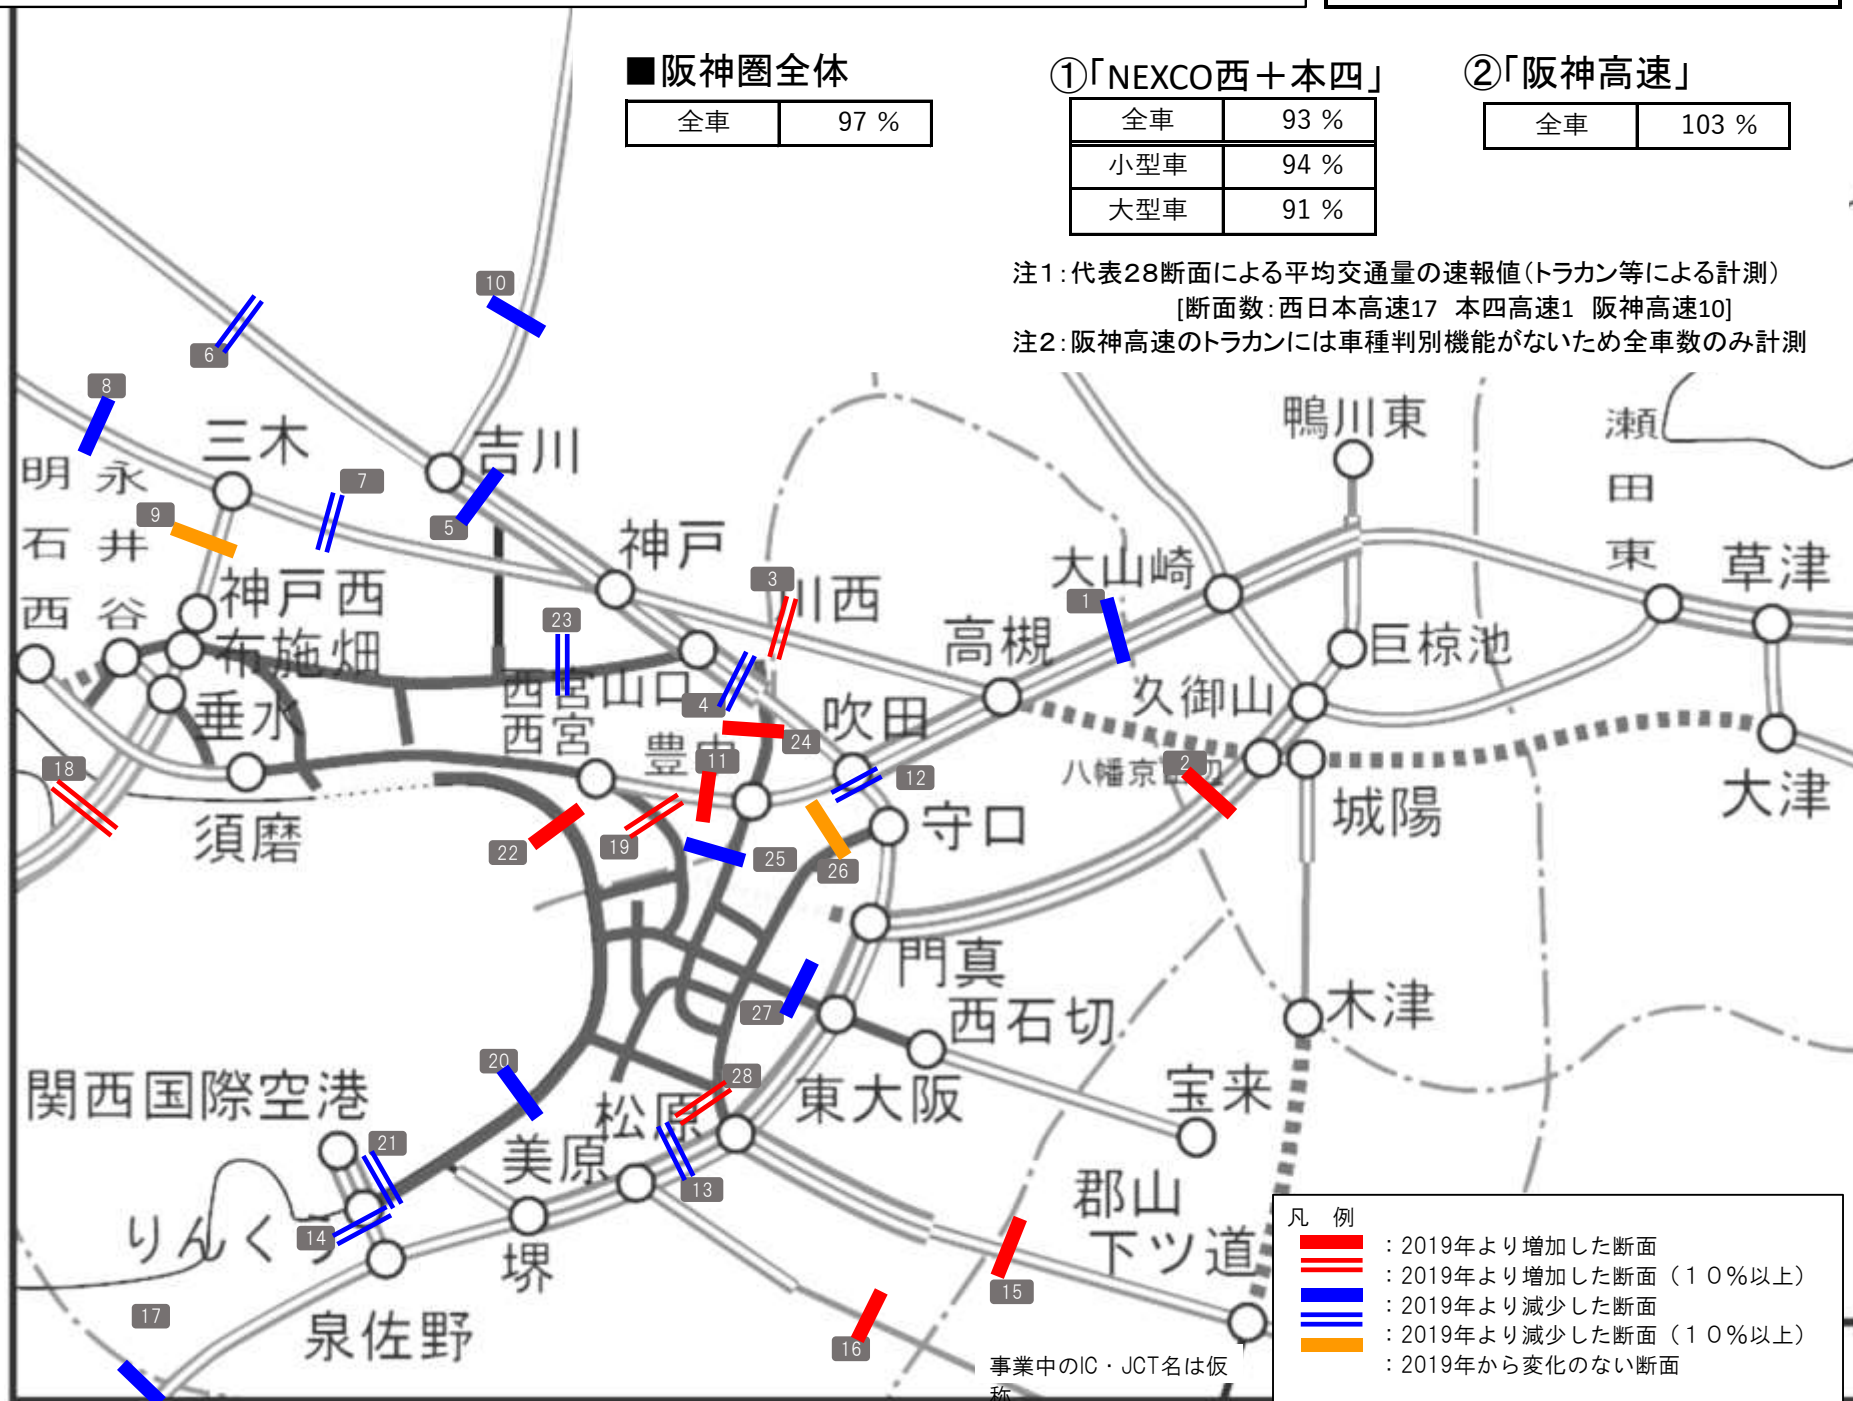 ■阪神圏全体
全車 97 %
①「NEXCO西＋本四」
全車 93 %
小型車 94 %
大型車 91 %
②「阪神高速」
全車 103 %
注１：代表２８断面による平均交通量の速報値（トラカン等による計測）
[断面数：西日本高速17 本四高速1 阪神高速10]
注２：阪神高速のトラカンには車種判別機能がないため全車数のみ計測
10
6
8
三木
吉川
鴨川東
瀬田東
明石西
永井谷
7
9
5
神戸
大山崎
草津
3
川西
1
神戸西
布施畑
23
高槻
巨椋池
西宮山口
4
久御山
垂水
西宮
吹田
24
豊中
11
12
八幡京田辺
2
18
大津
城陽
須磨
22
19
25
26
守口
門真
27
西石切
木津
20
28
関西国際空港
松原
東大阪
宝来
21
美原
13
郡山
下ツ道
りんくう
14
堺
15
17
泉佐野
16
事業中のIC・JCT名は仮
称
凡 例
：2019年より増加した断面
：2019年より増加した断面（１０％以上）
：2019年より減少した断面
：2019年より減少した断面（１０％以上）
：2019年から変化のない断面